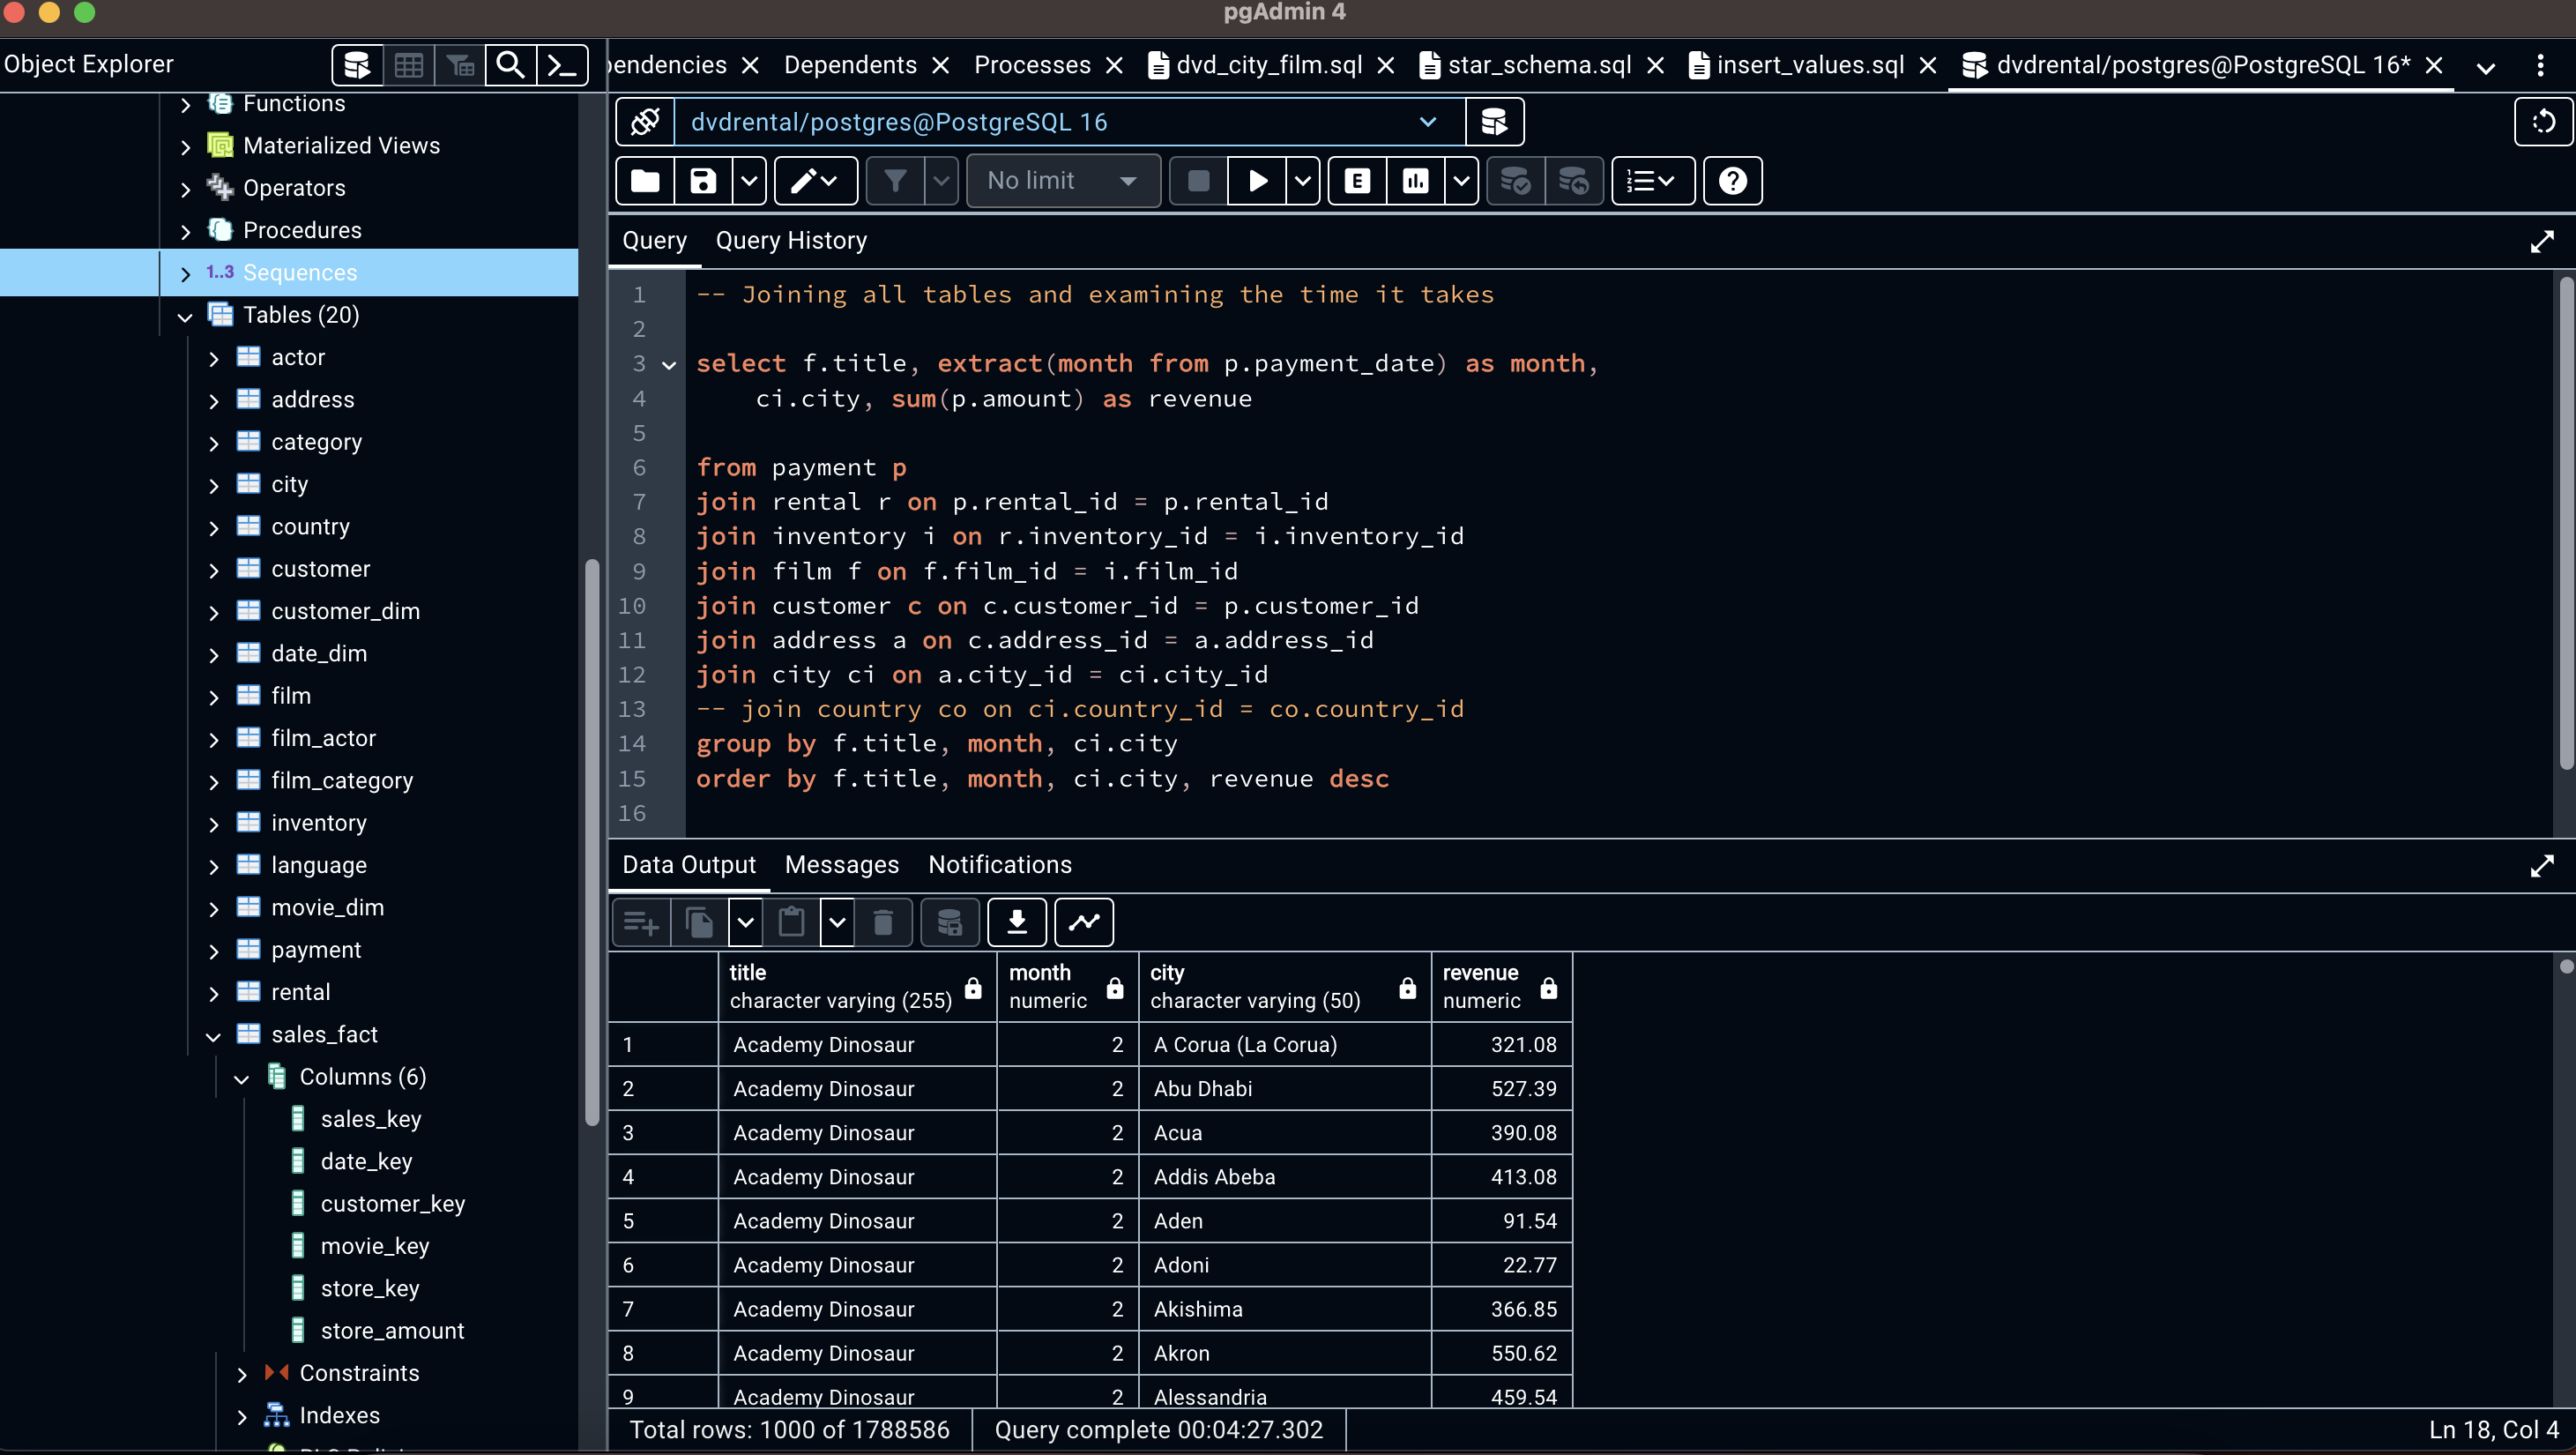 pgAdmin 4
Object Explorer
pendencies
Dependents
Processes
dvd_city_film.sql
star_schema.sql
insert_values.sql
dvdrental/postgres@PostgreSQL 16*
Functions
Materialized Views
Operators
Procedures
1..3 Sequences
Tables (20)
actor
address
category
city
country
customer
customer_dim
date_dim
film
film_actor
film_category
inventory
language
movie_dim
payment
rental
sales_fact
Columns (6)
sales_key
date_key
customer_key
movie_key
store_key
store_amount
Constraints
Indexes
dvdrental/postgres@PostgreSQL 16
No limit
E
Query
Query History
1 -- Joining all tables and examining the time it takes
2
3 select f.title, extract(month from p.payment_date) as month,
4 ci.city, sum(p.amount) as revenue
5
6 from payment p
7 join rental r on p.rental_id = p.rental_id
8 join inventory i on r.inventory_id = i.inventory_id
9 join film f on f.film_id = i.film_id
10 join customer c on c.customer_id = p.customer_id
11 join address a on c.address_id = a.address_id
12 join city ci on a.city_id = ci.city_id
13 -- join country co on ci.country_id = co.country_id
14 group by f.title, month, ci.city
15 order by f.title, month, ci.city, revenue desc
16
Data Output
Messages
Notifications
title month city revenue
character varying (255) numeric character varying (50) numeric
1 Academy Dinosaur 2 A Corua (La Corua) 321.08
2 Academy Dinosaur 2 Abu Dhabi 527.39
3 Academy Dinosaur 2 Acua 390.08
4 Academy Dinosaur 2 Addis Abeba 413.08
5 Academy Dinosaur 2 Aden 91.54
6 Academy Dinosaur 2 Adoni 22.77
7 Academy Dinosaur 2 Akishima 366.85
8 Academy Dinosaur 2 Akron 550.62
9 Academy Dinosaur 2 Alessandria 459.54
Total rows: 1000 of 1788586
Query complete 00:04:27.302
Ln 18, Col 4